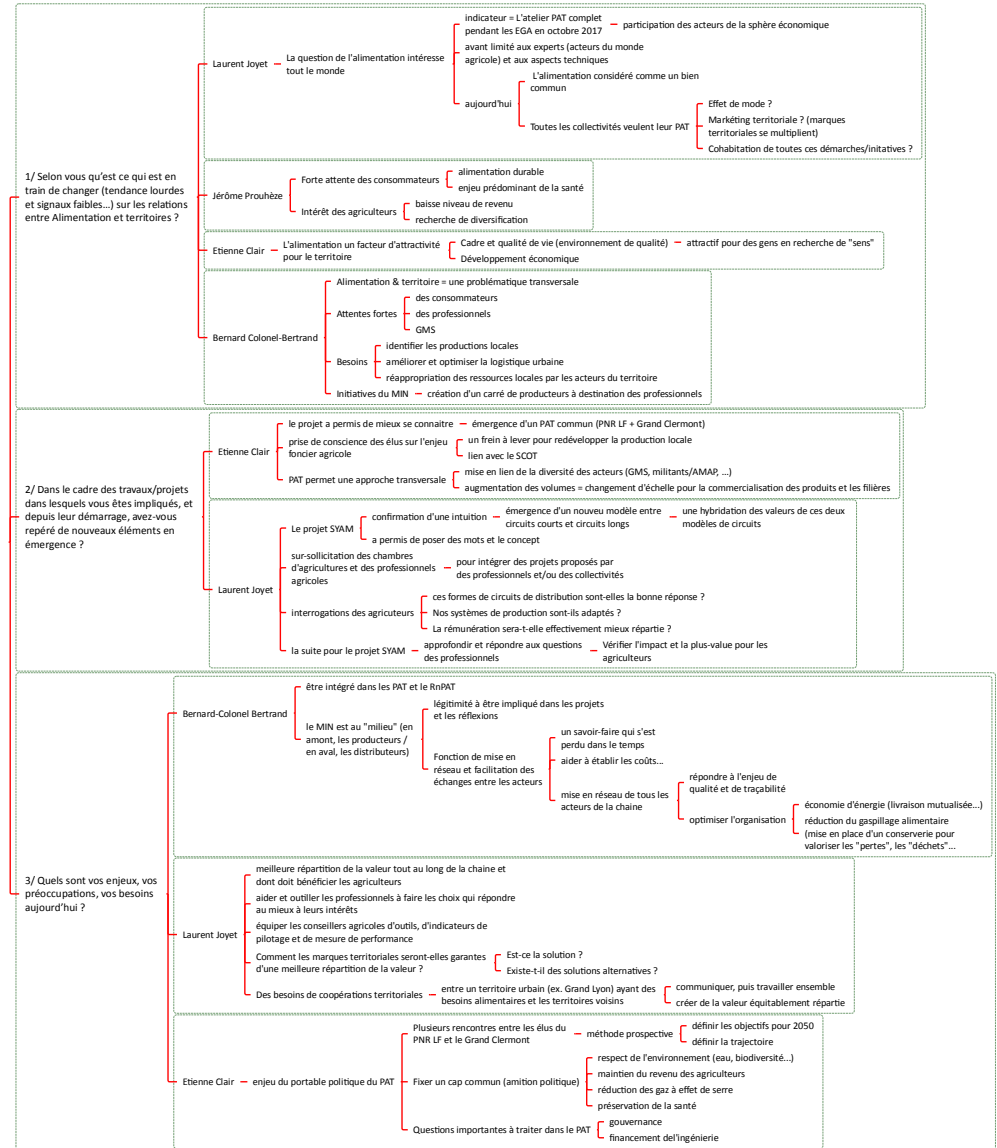 1/ Selon vous qu'est ce qui est en
train de changer (tendance lourdes
et signaux faibles…) sur les relations
entre Alimentation et territoires ?
Laurent Joyet
La question de l'alimentation intéresse
tout le monde
indicateur = L'atelier PAT complet
pendant les EGA en octobre 2017
participation des acteurs de la sphère économique
avant limité aux experts (acteurs du monde
agricole) et aux aspects techniques
aujourd'hui
L'alimentation considéré comme un bien
commun
Toutes les collectivités veulent leur PAT
Effet de mode ?
Markéting territoriale ? (marques
territoriales se multiplient)
Cohabitation de toutes ces démarches/initatives ?
Jérôme Prouhèze
Forte attente des consommateurs
alimentation durable
enjeu prédominant de la santé
Intérêt des agriculteurs
baisse niveau de revenu
recherche de diversification
Etienne Clair
L'alimentation un facteur d'attractivité
pour le territoire
Cadre et qualité de vie (environnement de qualité)
attractif pour des gens en recherche de "sens"
Développement économique
Bernard Colonel-Bertrand
Alimentation & territoire = une problématique transversale
Attentes fortes
des consommateurs
des professionnels
GMS
Besoins
identifier les productions locales
améliorer et optimiser la logistique urbaine
réappropriation des ressources locales par les acteurs du territoire
Initiatives du MIN
création d'un carré de producteurs à destination des professionnels
2/ Dans le cadre des travaux/projets
dans lesquels vous êtes impliqués, et
depuis leur démarrage, avez-vous
repéré de nouveaux éléments en
émergence ?
Etienne Clair
le projet a permis de mieux se connaitre
émergence d'un PAT commun (PNR LF + Grand Clermont)
prise de conscience des élus sur l'enjeu
foncier agricole
un frein à lever pour redévelopper la production locale
lien avec le SCOT
PAT permet une approche transversale
mise en lien de la diversité des acteurs (GMS, militants/AMAP, …)
augmentation des volumes = changement d'échelle pour la commercialisation des produits et les filières
Laurent Joyet
Le projet SYAM
confirmation d'une intuition
émergence d'un nouveu modèle entre
circuits courts et circuits longs
une hybridation des valeurs de ces deux
modèles de circuits
a permis de poser des mots et le concept
sur-sollicitation des chambres
d'agricultures et des professionnels
agricoles
pour intégrer des projets proposés par
des professionnels et/ou des collectivités
interrogations des agricuteurs
ces formes de circuits de distribution sont-elles la bonne réponse ?
Nos systèmes de production sont-ils adaptés ?
La rémunération sera-t-elle effectivement mieux répartie ?
la suite pour le projet SYAM
approfondir et répondre aux questions
des professionnels
Vérifier l'impact et la plus-value pour les
agriculteurs
3/ Quels sont vos enjeux, vos
préoccupations, vos besoins
aujourd'hui ?
Bernard-Colonel Bertrand
être intégré dans les PAT et le RnPAT
le MIN est au "milieu" (en
amont, les producteurs /
en aval, les distributeurs)
légitimité à être impliqué dans les projets
et les réflexions
Fonction de mise en
réseau et facilitation des
échanges entre les acteurs
un savoir-faire qui s'est
perdu dans le temps
aider à établir les coûts…
mise en réseau de tous les
acteurs de la chaine
répondre à l'enjeu de
qualité et de traçabilité
optimiser l'organisation
économie d'énergie (livraison mutualisée…)
réduction du gaspillage alimentaire
(mise en place d'un conserverie pour
valoriser les "pertes", les "déchets"…
Laurent Joyet
meilleure répartition de la valeur tout au long de la chaine et
dont doit bénéficier les agriculteurs
aider et outiller les professionnels à faire les choix qui répondre
au mieux à leurs intérêts
équiper les conseillers agricoles d'outils, d'indicateurs de
pilotage et de mesure de performance
Comment les marques territoriales seront-elles garantes
d'une meilleure répartition de la valeur ?
Est-ce la solution ?
Existe-t-il des solutions alternatives ?
Des besoins de coopérations territoriales
entre un territoire urbain (ex. Grand Lyon) ayant des
besoins alimentaires et les territoires voisins
communiquer, puis travailler ensemble
créer de la valeur équitablement répartie
Etienne Clair
enjeu du portable politique du PAT
Plusieurs rencontres entre les élus du
PNR LF et le Grand Clermont
méthode prospective
définir les objectifs pour 2050
définir la trajectoire
Fixer un cap commun (amition politique)
respect de l'environnement (eau, biodiversité…)
maintien du revenu des agriculteurs
réduction des gaz à effet de serre
préservation de la santé
Questions importantes à traiter dans le PAT
gouvernance
financement del'ingénierie